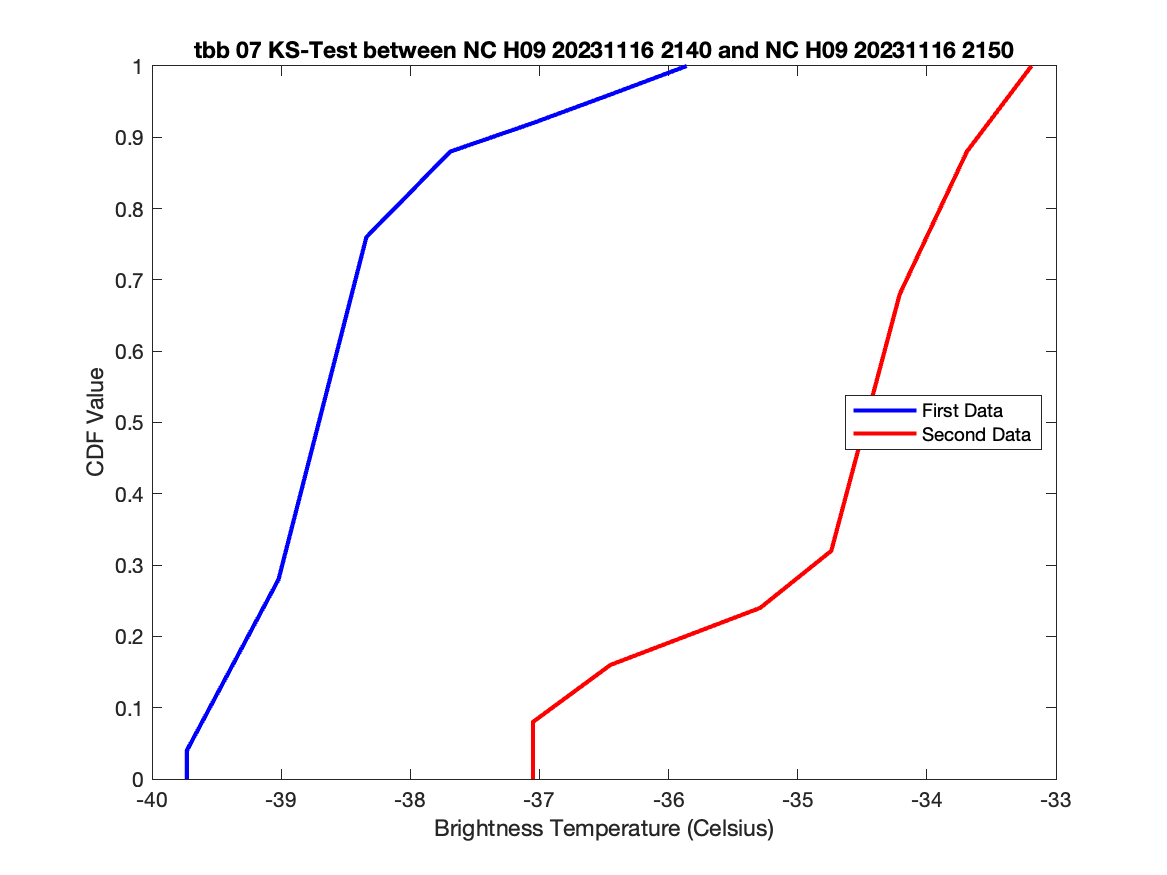 tbb 07 KS-Test between NC H09 20231116 2140 and NC H09 20231116 2150
1
0.9
0.8
0.7
0.6
0.5
0.4
0.3
0.2
0.1
0
CDF Value
First Data
Second Data
-40 -39 -38 -37 -36 -35 -34 -33
Brightness Temperature (Celsius)